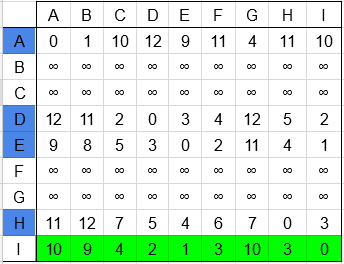 A B C D E F G H I
A 0 1 10 12 9 11 4 11 10
B ∞ ∞ ∞ ∞ ∞ ∞ ∞ ∞ ∞
C ∞ ∞ ∞ ∞ ∞ ∞ ∞ ∞ ∞
D 12 11 2 0 3 4 12 5 2
E 9 8 5 3 0 2 11 4 1
F ∞ ∞ ∞ ∞ ∞ ∞ ∞ ∞ ∞
G ∞ ∞ ∞ ∞ ∞ ∞ ∞ ∞ ∞
H 11 12 7 5 4 6 7 0 3
I 10 9 4 2 1 3 10 3 0